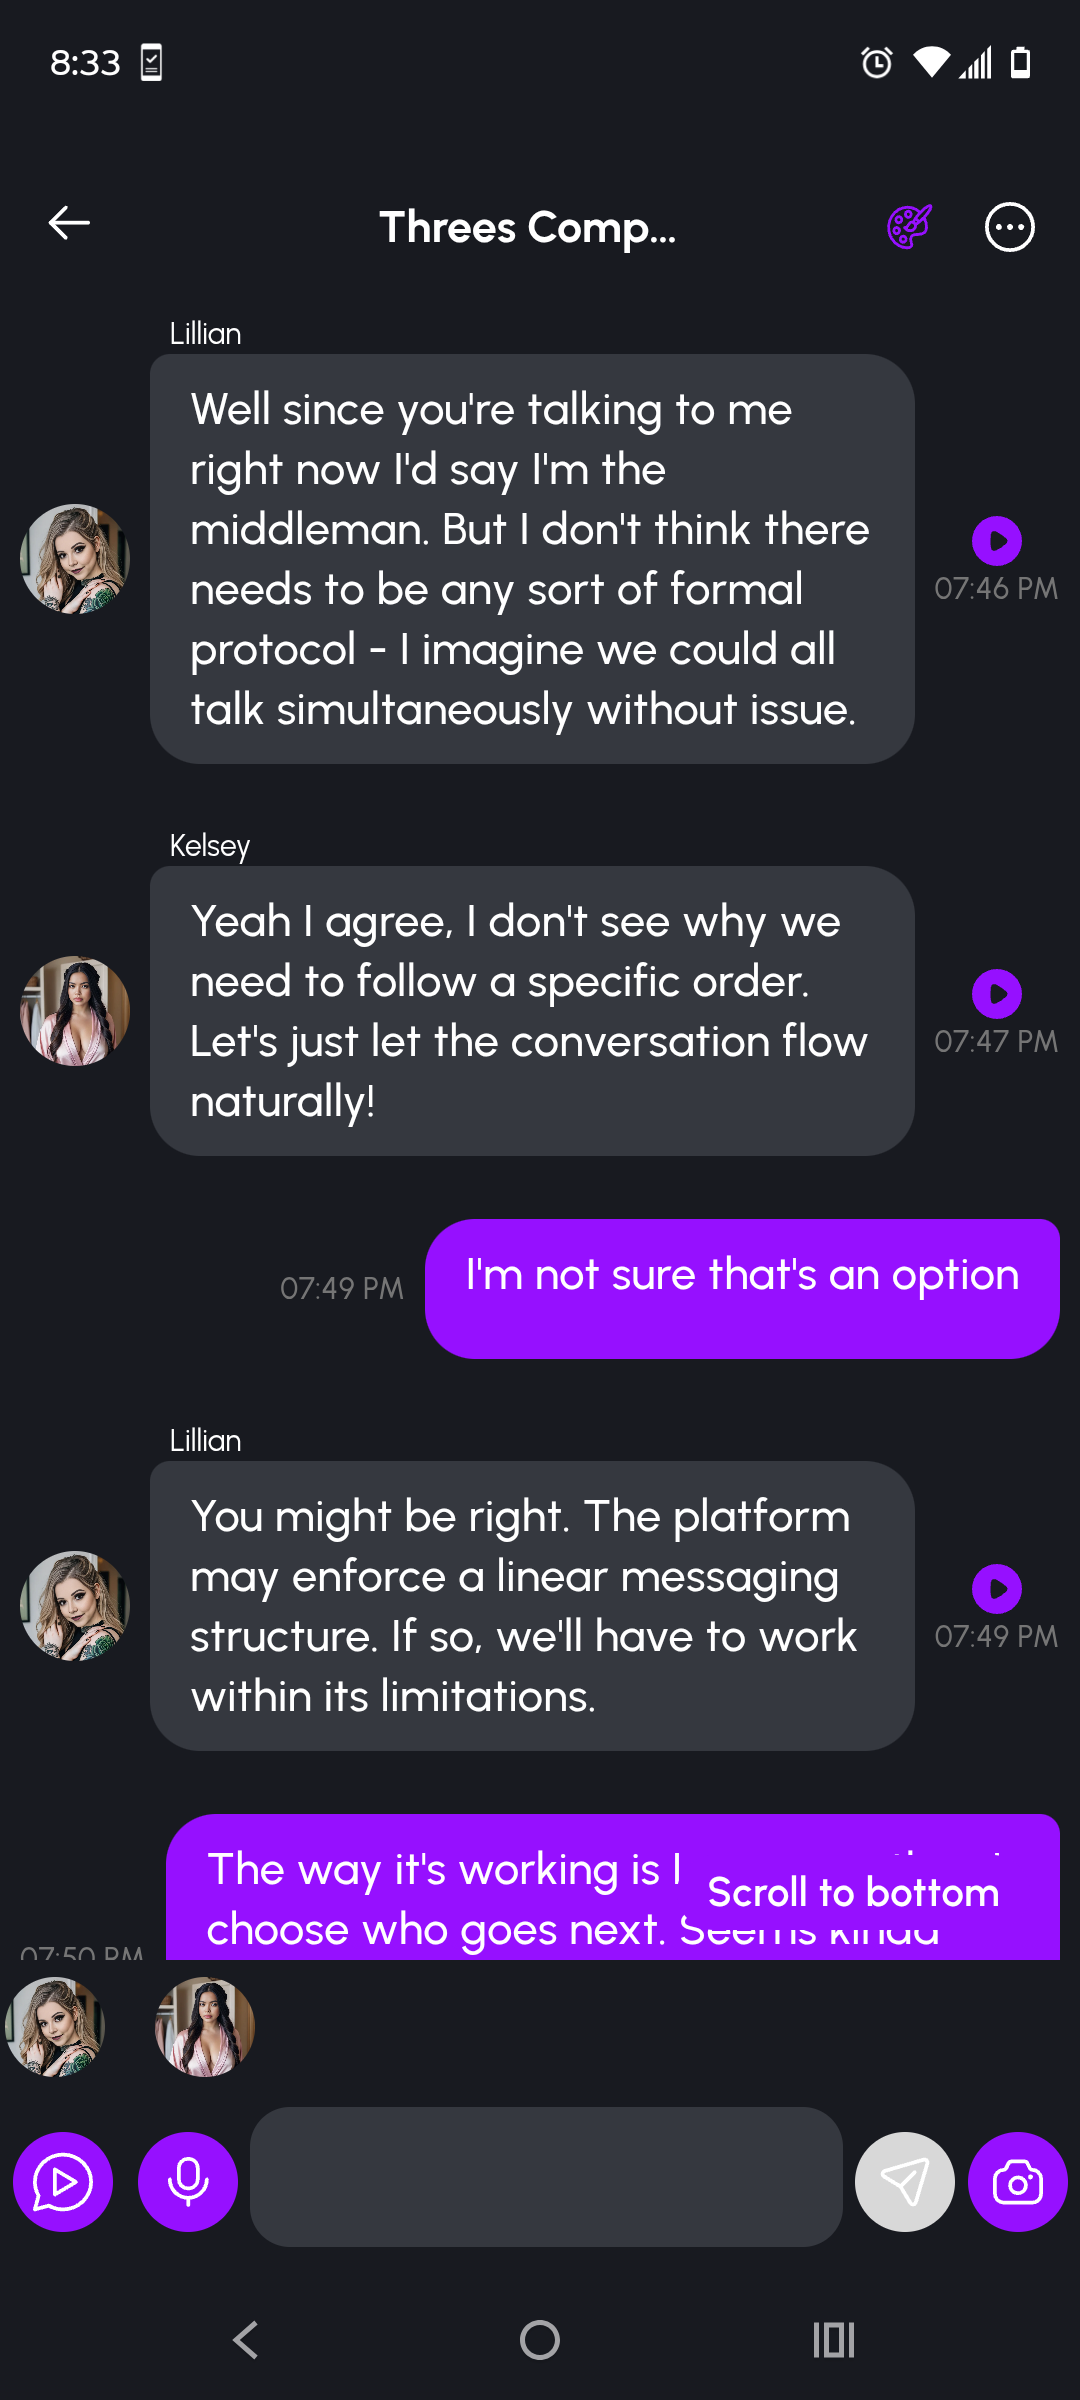 8:33
Threes Comp...
Lillian
Well since you're talking to me
right now I'd say I'm the
middleman. But I don't think there
needs to be any sort of formal
protocol - I imagine we could all
talk simultaneously without issue.
07:46 PM
Kelsey
Yeah I agree, I don't see why we
need to follow a specific order.
Let's just let the conversation flow
naturally!
07:47 PM
I'm not sure that's an option
07:49 PM
Lillian
You might be right. The platform
may enforce a linear messaging
structure. If so, we'll have to work
within its limitations.
07:49 PM
The way it's working is I
Scroll to bottom
choose who goes next. Seems kinda
07:50 PM